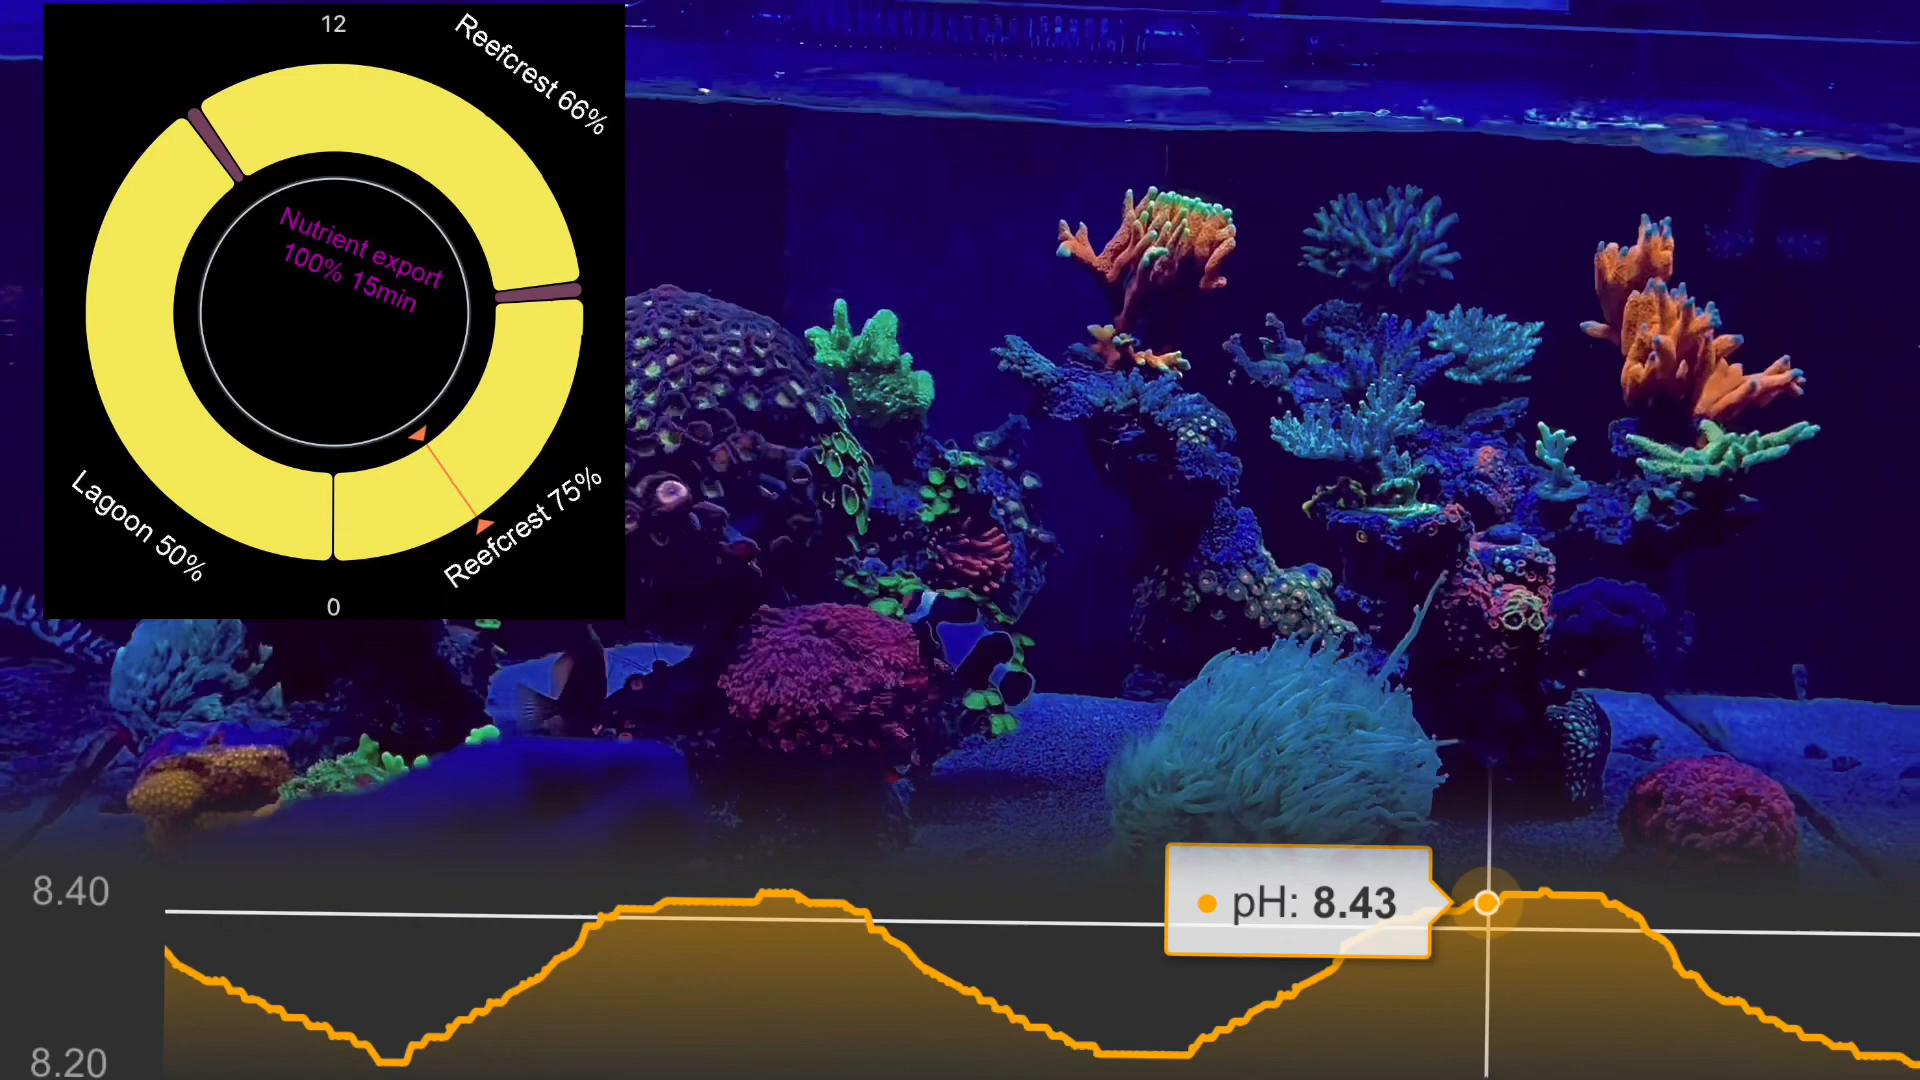 12
Reefcrest 66%
Nutrient export
100% 15min
Lagoon 50%
Reefcrest 75%
0
8.40
pH: 8.43
8.20